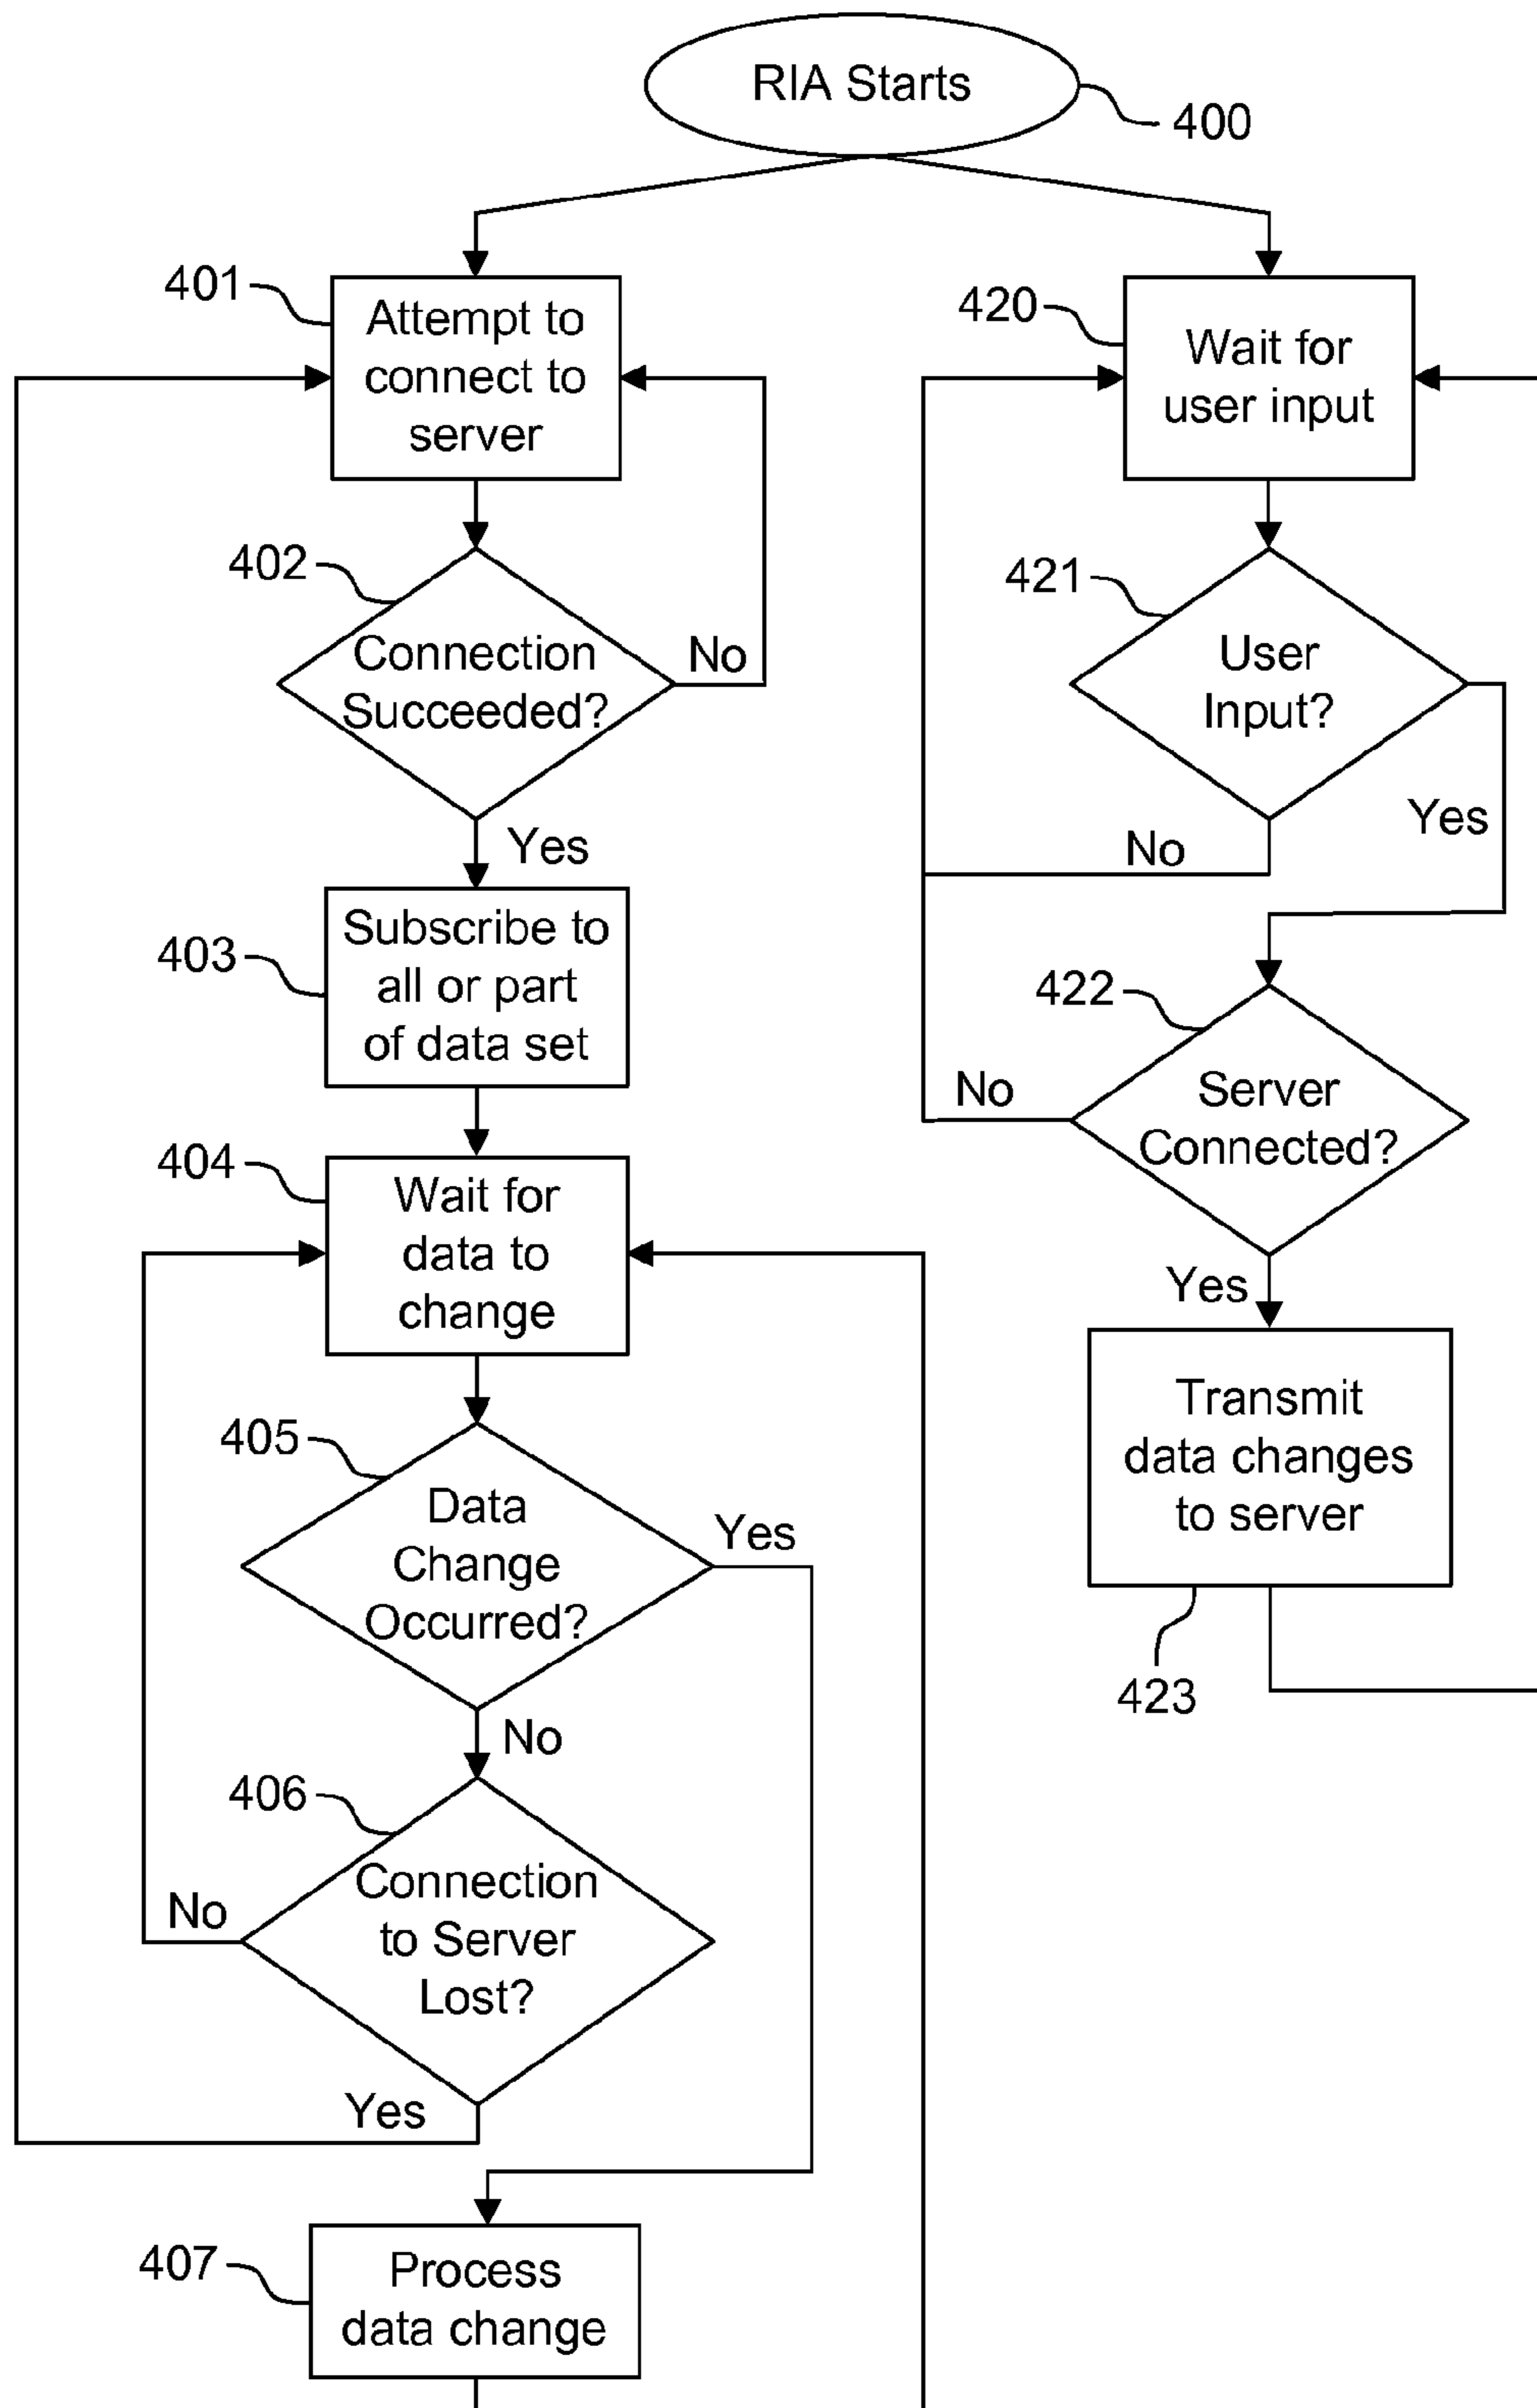 RIA Starts
400
401
Attempt to
connect to
server
402
Connection
Succeeded?
No
Yes
403
Subscribe to
all or part
of data set
404
Wait for
data to
change
405
Data
Change
Occurred?
Yes
No
406
Connection
to Server
Lost?
No
Yes
407
Process
data change
420
Wait for
user input
421
User
Input?
Yes
No
422
Server
Connected?
No
Yes
Transmit
data changes
to server
423